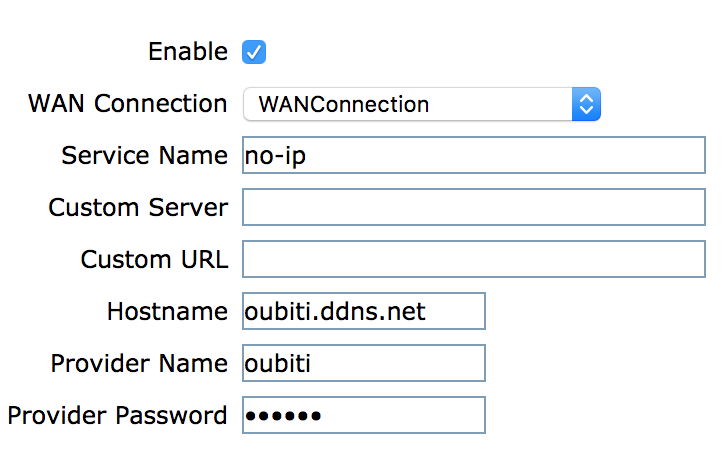 Enable
WAN Connection WANConnection
Service Name no-ip
Custom Server
Custom URL
Hostname oubiti.ddns.net
Provider Name oubiti
Provider Password ••••••